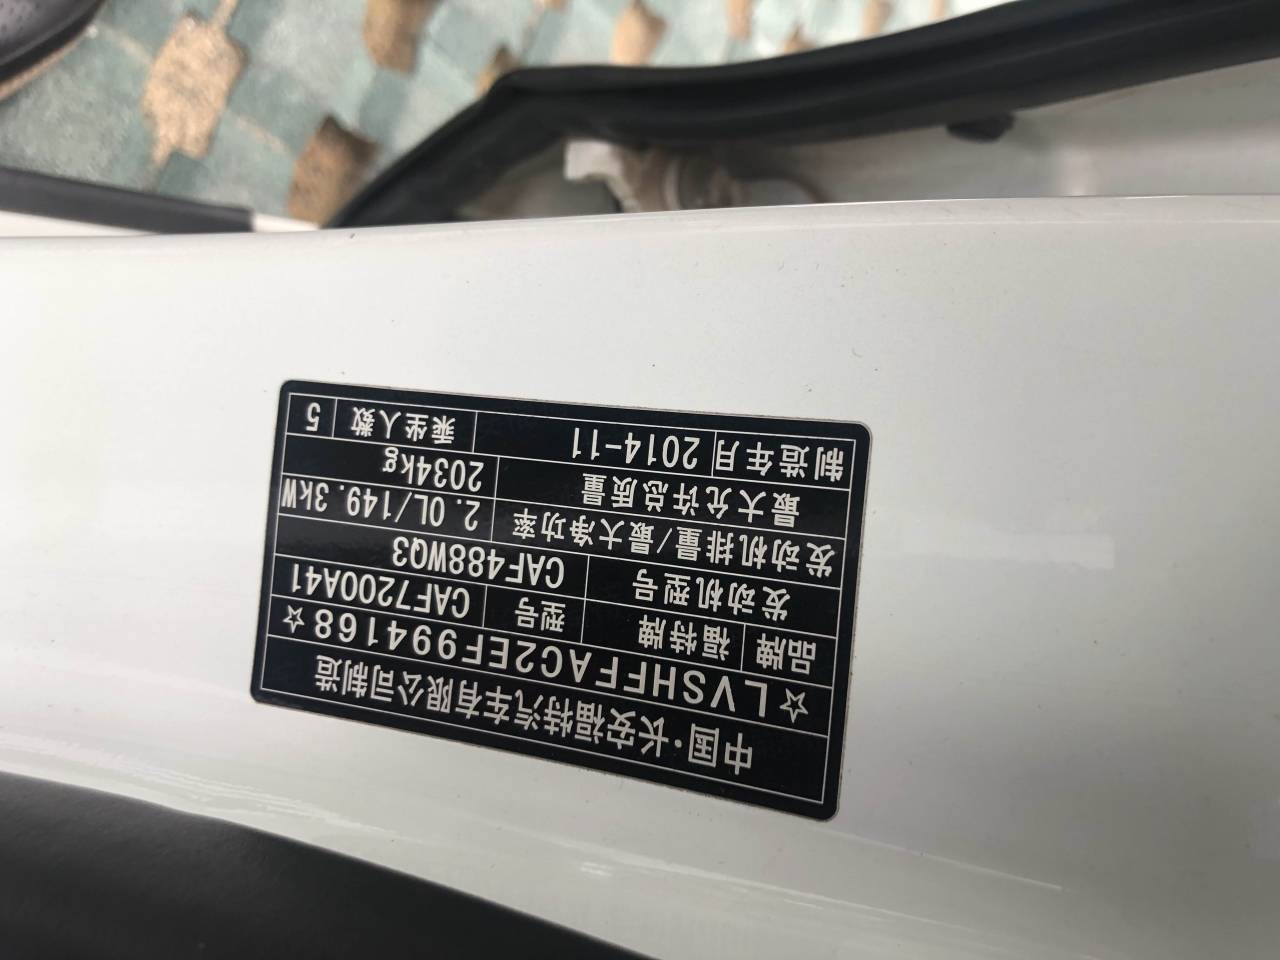 中国·长安福特汽车有限公司制造
☆LVSHFFAC2EF994168☆
品牌 福特牌 型号 CAF7200A41
发动机型号 CAF488WQ3
发动机排量/最大净功率 2.0L/149.3kW
最大允许总质量 2034kg
制造年月 2014-11 乘坐人数 5